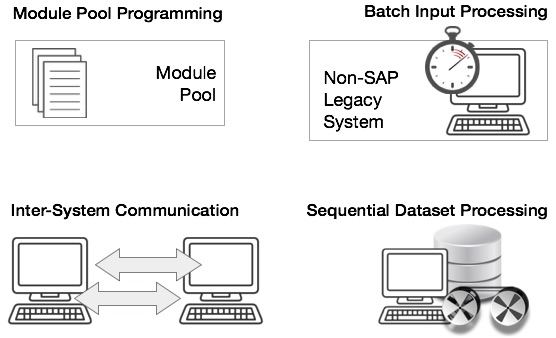 Module Pool Programming
Module
Pool
Batch Input Processing
Non-SAP
Legacy
System
Inter-System Communication
Sequential Dataset Processing